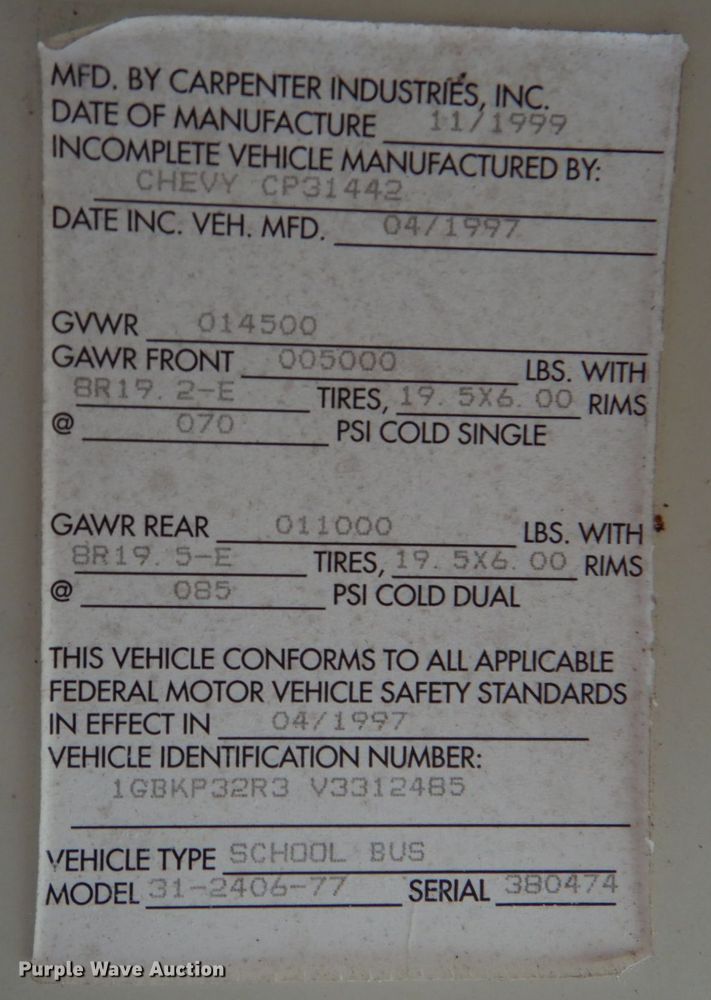 MFD. BY CARPENTER INDUSTRIES, INC.
DATE OF MANUFACTURE 11/1999
INCOMPLETE VEHICLE MANUFACTURED BY:
CHEVY CP31442
DATE INC. VEH. MFD. 04/1997
GVWR 014500
GAWR FRONT 005000 LBS. WITH
8R19. 2-E TIRES, 19. 5X6. 00 RIMS
@ 070 PSI COLD SINGLE
GAWR REAR 011000 LBS. WITH
8R19. 5-E TIRES, 19. 5X6. 00 RIMS
@ 085 PSI COLD DUAL
THIS VEHICLE CONFORMS TO ALL APPLICABLE
FEDERAL MOTOR VEHICLE SAFETY STANDARDS
IN EFFECT IN 04/1997
VEHICLE IDENTIFICATION NUMBER:
1GBKP32R3 V3312485
VEHICLE TYPE SCHOOL BUS
MODEL 31-2406-77 SERIAL 380474
Purple Wave Auction